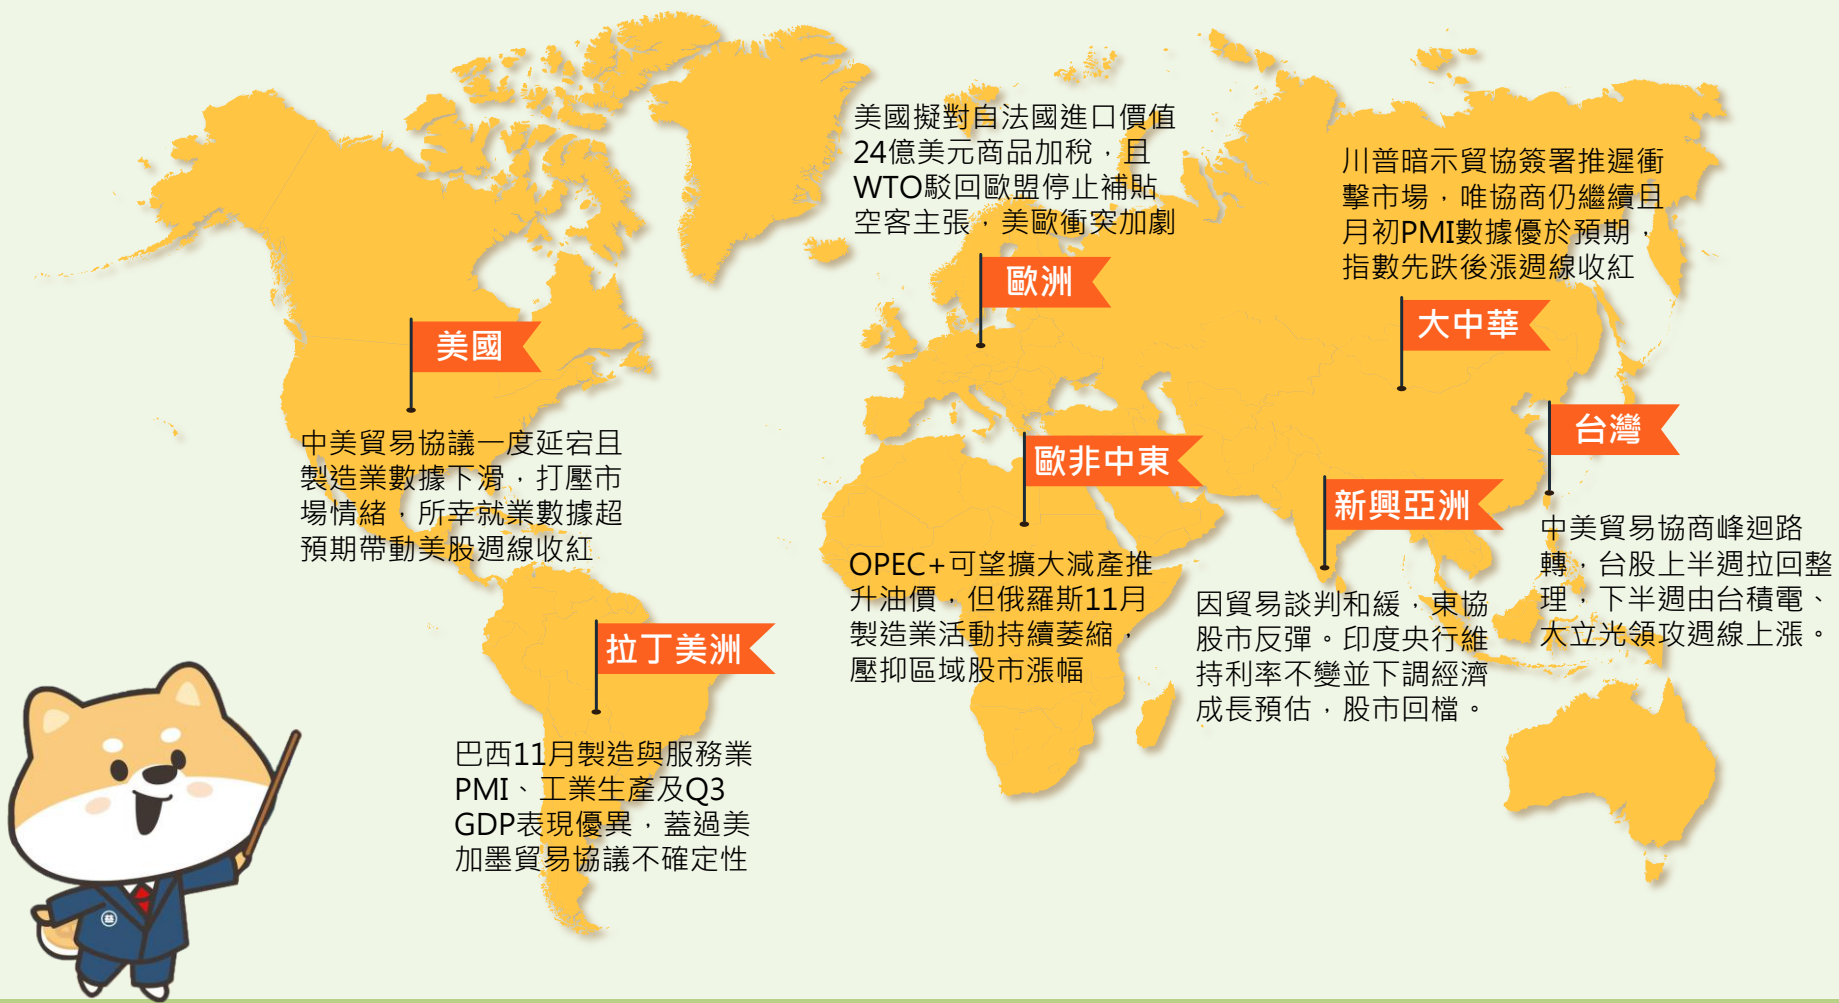 美國擬對自法國進口價值
24億美元商品加稅，且
WTO駁回歐盟停止補貼
空客主張，美歐衝突加劇
歐洲
川普暗示貿協簽署推遲衝
擊市場，唯協商仍繼續且
月初PMI數據優於預期，
指數先跌後漲週線收紅
大中華
美國
中美貿易協議一度延宕且
製造業數據下滑，打壓市
場情緒，所幸就業數據超
預期帶動美股週線收紅
歐非中東
OPEC+可望擴大減產推
升油價，但俄羅斯11月
製造業活動持續萎縮，
壓抑區域股市漲幅
新興亞洲
因貿易談判和緩，東協
股市反彈。印度央行維
持利率不變並下調經濟
成長預估，股市回檔。
台灣
中美貿易協商峰迴路
轉，台股上半週拉回整
理，下半週由台積電、
大立光領攻週線上漲。
拉丁美洲
巴西11月製造與服務業
PMI、工業生產及Q3
GDP表現優異，蓋過美
加墨貿易協議不確定性